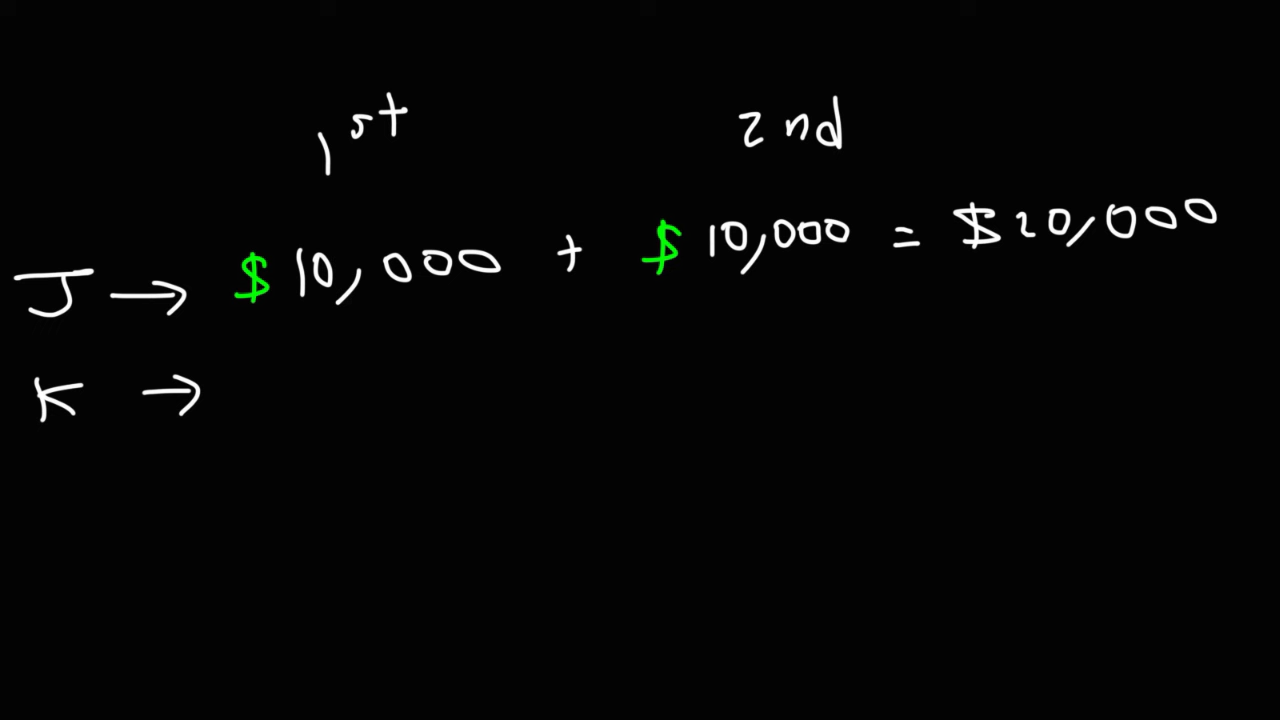 1st 2nd
J → $10,000 + $10,000 = $20,000
K →